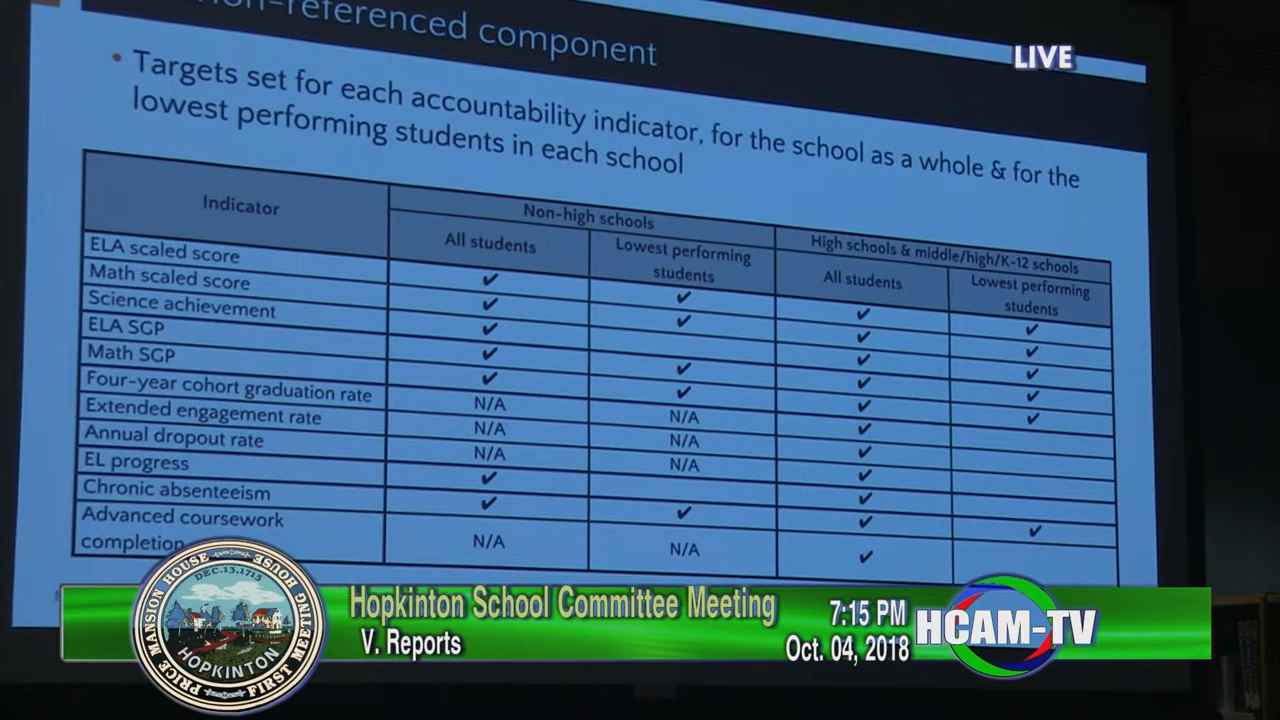 -referenced component
LIVE
• Targets set for each accountability indicator, for the school as a whole & for the
lowest performing students in each school
Indicator
Non-high schools
High schools & middle/high/K-12 schools
All students
Lowest performing
students
All students
Lowest performing
students
ELA scaled score ✔ ✔ ✔ ✔
Math scaled score ✔ ✔ ✔ ✔
Science achievement ✔ ✔ ✔
ELA SGP ✔ ✔ ✔ ✔
Math SGP ✔ ✔ ✔ ✔
Four-year cohort graduation rate N/A N/A ✔
Extended engagement rate N/A N/A ✔
Annual dropout rate N/A N/A ✔
EL progress ✔ ✔
Chronic absenteeism ✔ ✔ ✔ ✔
Advanced coursework
completion N/A N/A ✔
PRICE MANSION HOUSE HOUSE FIRST MEETING
DEC.13.1715
HOPKINTON
Hopkinton School Committee Meeting
V. Reports
7:15 PM
Oct. 04, 2018
HCAM-TV